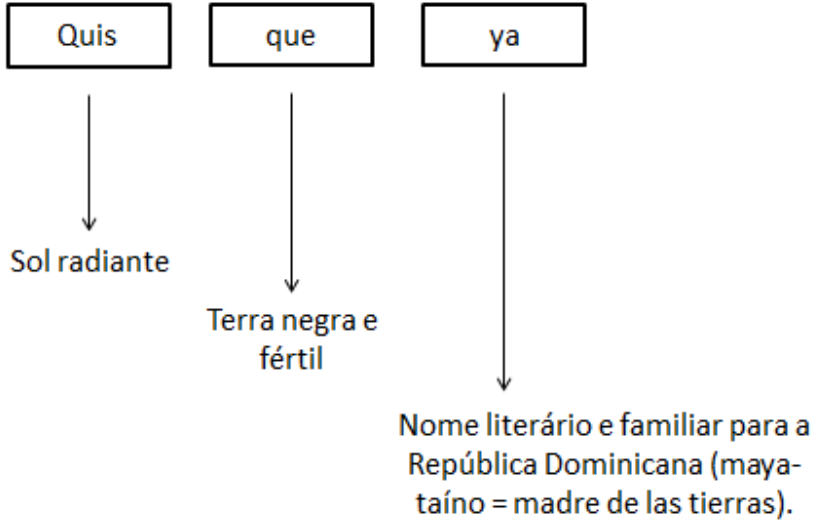 Quis
que
ya
Sol radiante
Terra negra e
fértil
Nome literário e familiar para a
República Dominicana (maya-
taíno = madre de las tierras).